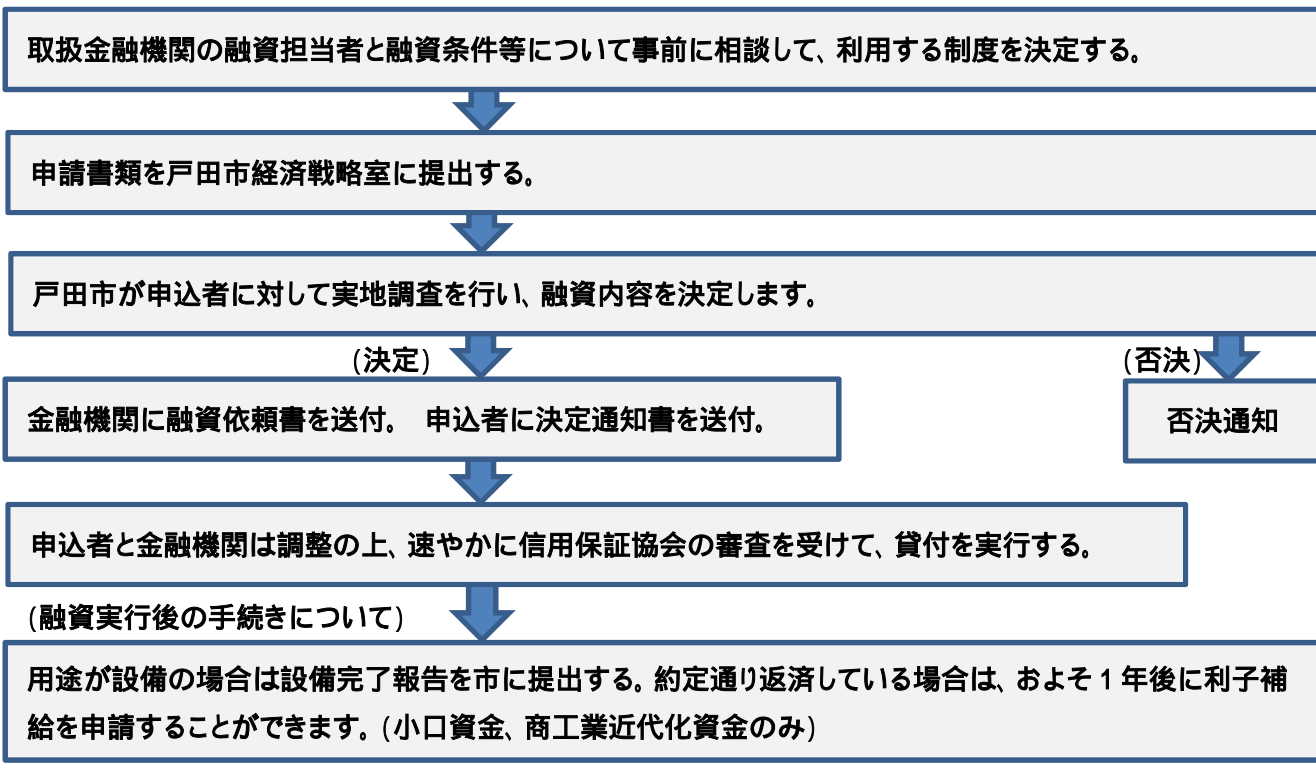 取扱金融機関の融資担当者と融資条件等について事前に相談して、利用する制度を決定する。
申請書類を戸田市経済戦略室に提出する。
戸田市が申込者に対して実地調査を行い、融資内容を決定します。
(決定)
(否決)
金融機関に融資依頼書を送付。 申込者に決定通知書を送付。
否決通知
申込者と金融機関は調整の上、速やかに信用保証協会の審査を受けて、貸付を実行する。
(融資実行後の手続きについて)
用途が設備の場合は設備完了報告を市に提出する。約定通り返済している場合は、およそ1年後に利子補
給を申請することができます。(小口資金、商工業近代化資金のみ)